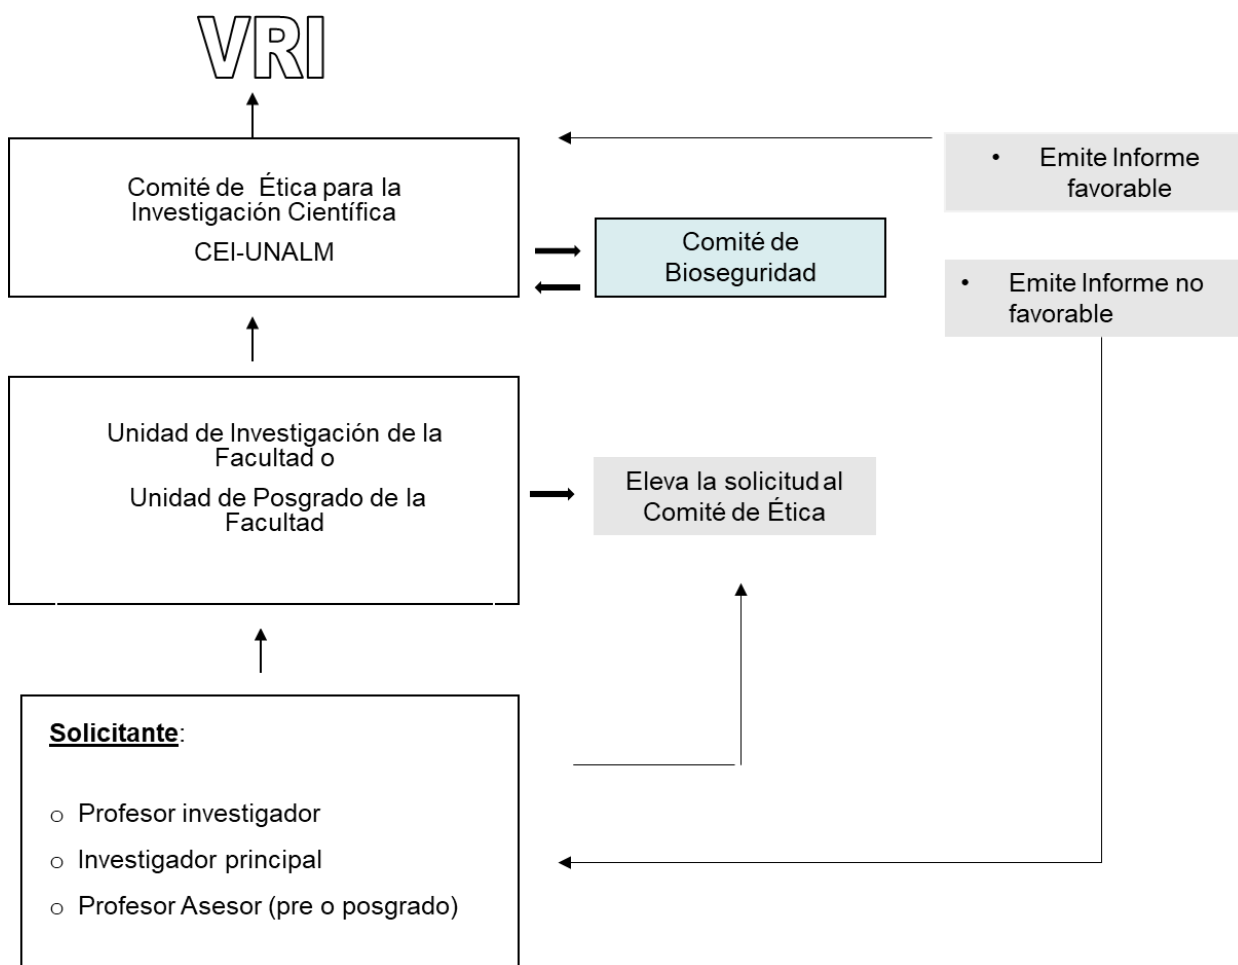 VRI
Comité de Ética para la
Investigación Científica
CEI-UNALM
Comité de
Bioseguridad
• Emite Informe
favorable
• Emite Informe no
favorable
Unidad de Investigación de la
Facultad o
Unidad de Posgrado de la
Facultad
Eleva la solicitud al
Comité de Ética
Solicitante:
o Profesor investigador
o Investigador principal
o Profesor Asesor (pre o posgrado)